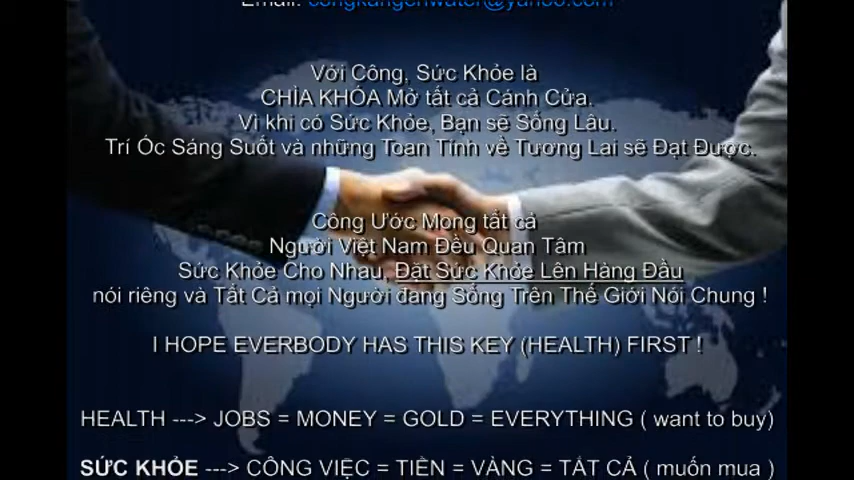 Với Công, Sức Khỏe là
CHÌA KHÓA Mở tất cả Cánh Cửa.
Vì khi có Sức Khỏe, Bạn sẽ Sống Lâu.
Trí Óc Sáng Suốt và những Toan Tính về Tương Lai sẽ Đạt Được.
Công Ước Mong tất cả
Người Việt Nam Đều Quan Tâm
Sức Khỏe Cho Nhau, Đặt Sức Khỏe Lên Hàng Đầu
nói riêng và Tất Cả mọi Người đang Sống Trên Thế Giới Nói Chung !
I HOPE EVERBODY HAS THIS KEY (HEALTH) FIRST !
HEALTH ---> JOBS = MONEY = GOLD = EVERYTHING ( want to buy)
SỨC KHỎE ---> CÔNG VIỆC = TIỀN = VÀNG = TẤT CẢ ( muốn mua )